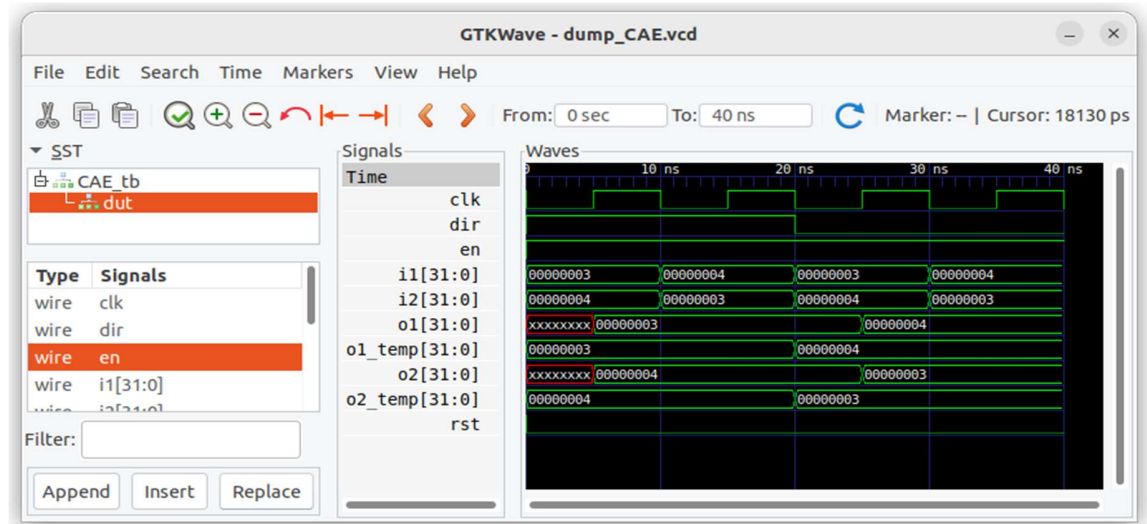 GTKWave - dump_CAE.vcd
File Edit Search Time Markers View Help
From: 0 sec To: 40 ns Marker: -- | Cursor: 18130 ps
SST
CAE_tb
dut
Type Signals
wire clk
wire dir
wire en
wire i1[31:0]
wire i2[31:0]
Filter:
Append Insert Replace
Signals
Time
clk
dir
en
i1[31:0]
i2[31:0]
o1[31:0]
o1_temp[31:0]
o2[31:0]
o2_temp[31:0]
rst
Waves
10 ns 20 ns 30 ns 40 ns
00000003 00000004 00000003 00000004
00000004 00000003 00000004 00000003
xxxxxxxx 00000003 00000004
00000003 00000004
xxxxxxxx 00000004 00000003
00000004 00000003